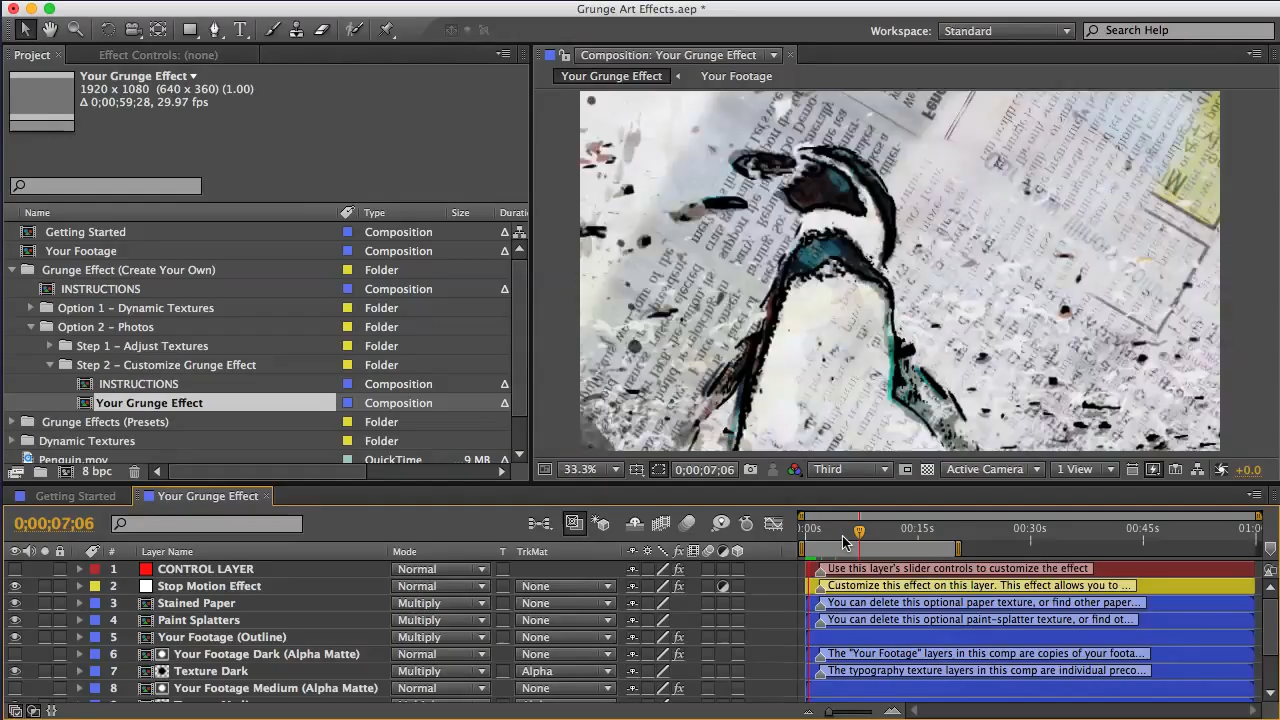 Grunge Art Effects.aep *
Workspace: Standard Search Help
Project × Effect Controls: (none)
Composition: Your Grunge Effect ×
Your Grunge Effect Your Footage
Your Grunge Effect
1920 x 1080 (640 x 360) (1.00)
Δ 0;00;59;28, 29.97 fps
Name Type Size Duratio
Getting Started Composition Δ
Your Footage Composition Δ
Grunge Effect (Create Your Own) Folder
INSTRUCTIONS Composition Δ
Option 1 – Dynamic Textures Folder
Option 2 – Photos Folder
Step 1 – Adjust Textures Folder
Step 2 – Customize Grunge Effect Folder
INSTRUCTIONS Composition Δ
Your Grunge Effect Composition Δ
Grunge Effects (Presets) Folder
Dynamic Textures Folder
Penguin.mov QuickTime 9 MB
8 bpc
33.3% 0;00;07;06 Third Active Camera 1 View +0.0
Getting Started Your Grunge Effect ×
0;00;07;06
):00s 00:15s 00:30s 00:45s 01:0
# Layer Name Mode T TrkMat
1 CONTROL LAYER Normal Use this layer's slider controls to customize the effect
2 Stop Motion Effect Normal None Customize this effect on this layer. This effect allows you to ...
3 Stained Paper Multiply None You can delete this optional paper texture, or find other paper...
4 Paint Splatters Multiply None You can delete this optional paint-splatter texture, or find ot...
5 Your Footage (Outline) Multiply None
6 Your Footage Dark (Alpha Matte) Normal None The "Your Footage" layers in this comp are copies of your foota...
7 Texture Dark Multiply Alpha The typography texture layers in this comp are individual preco...
8 Your Footage Medium (Alpha Matte) Normal None